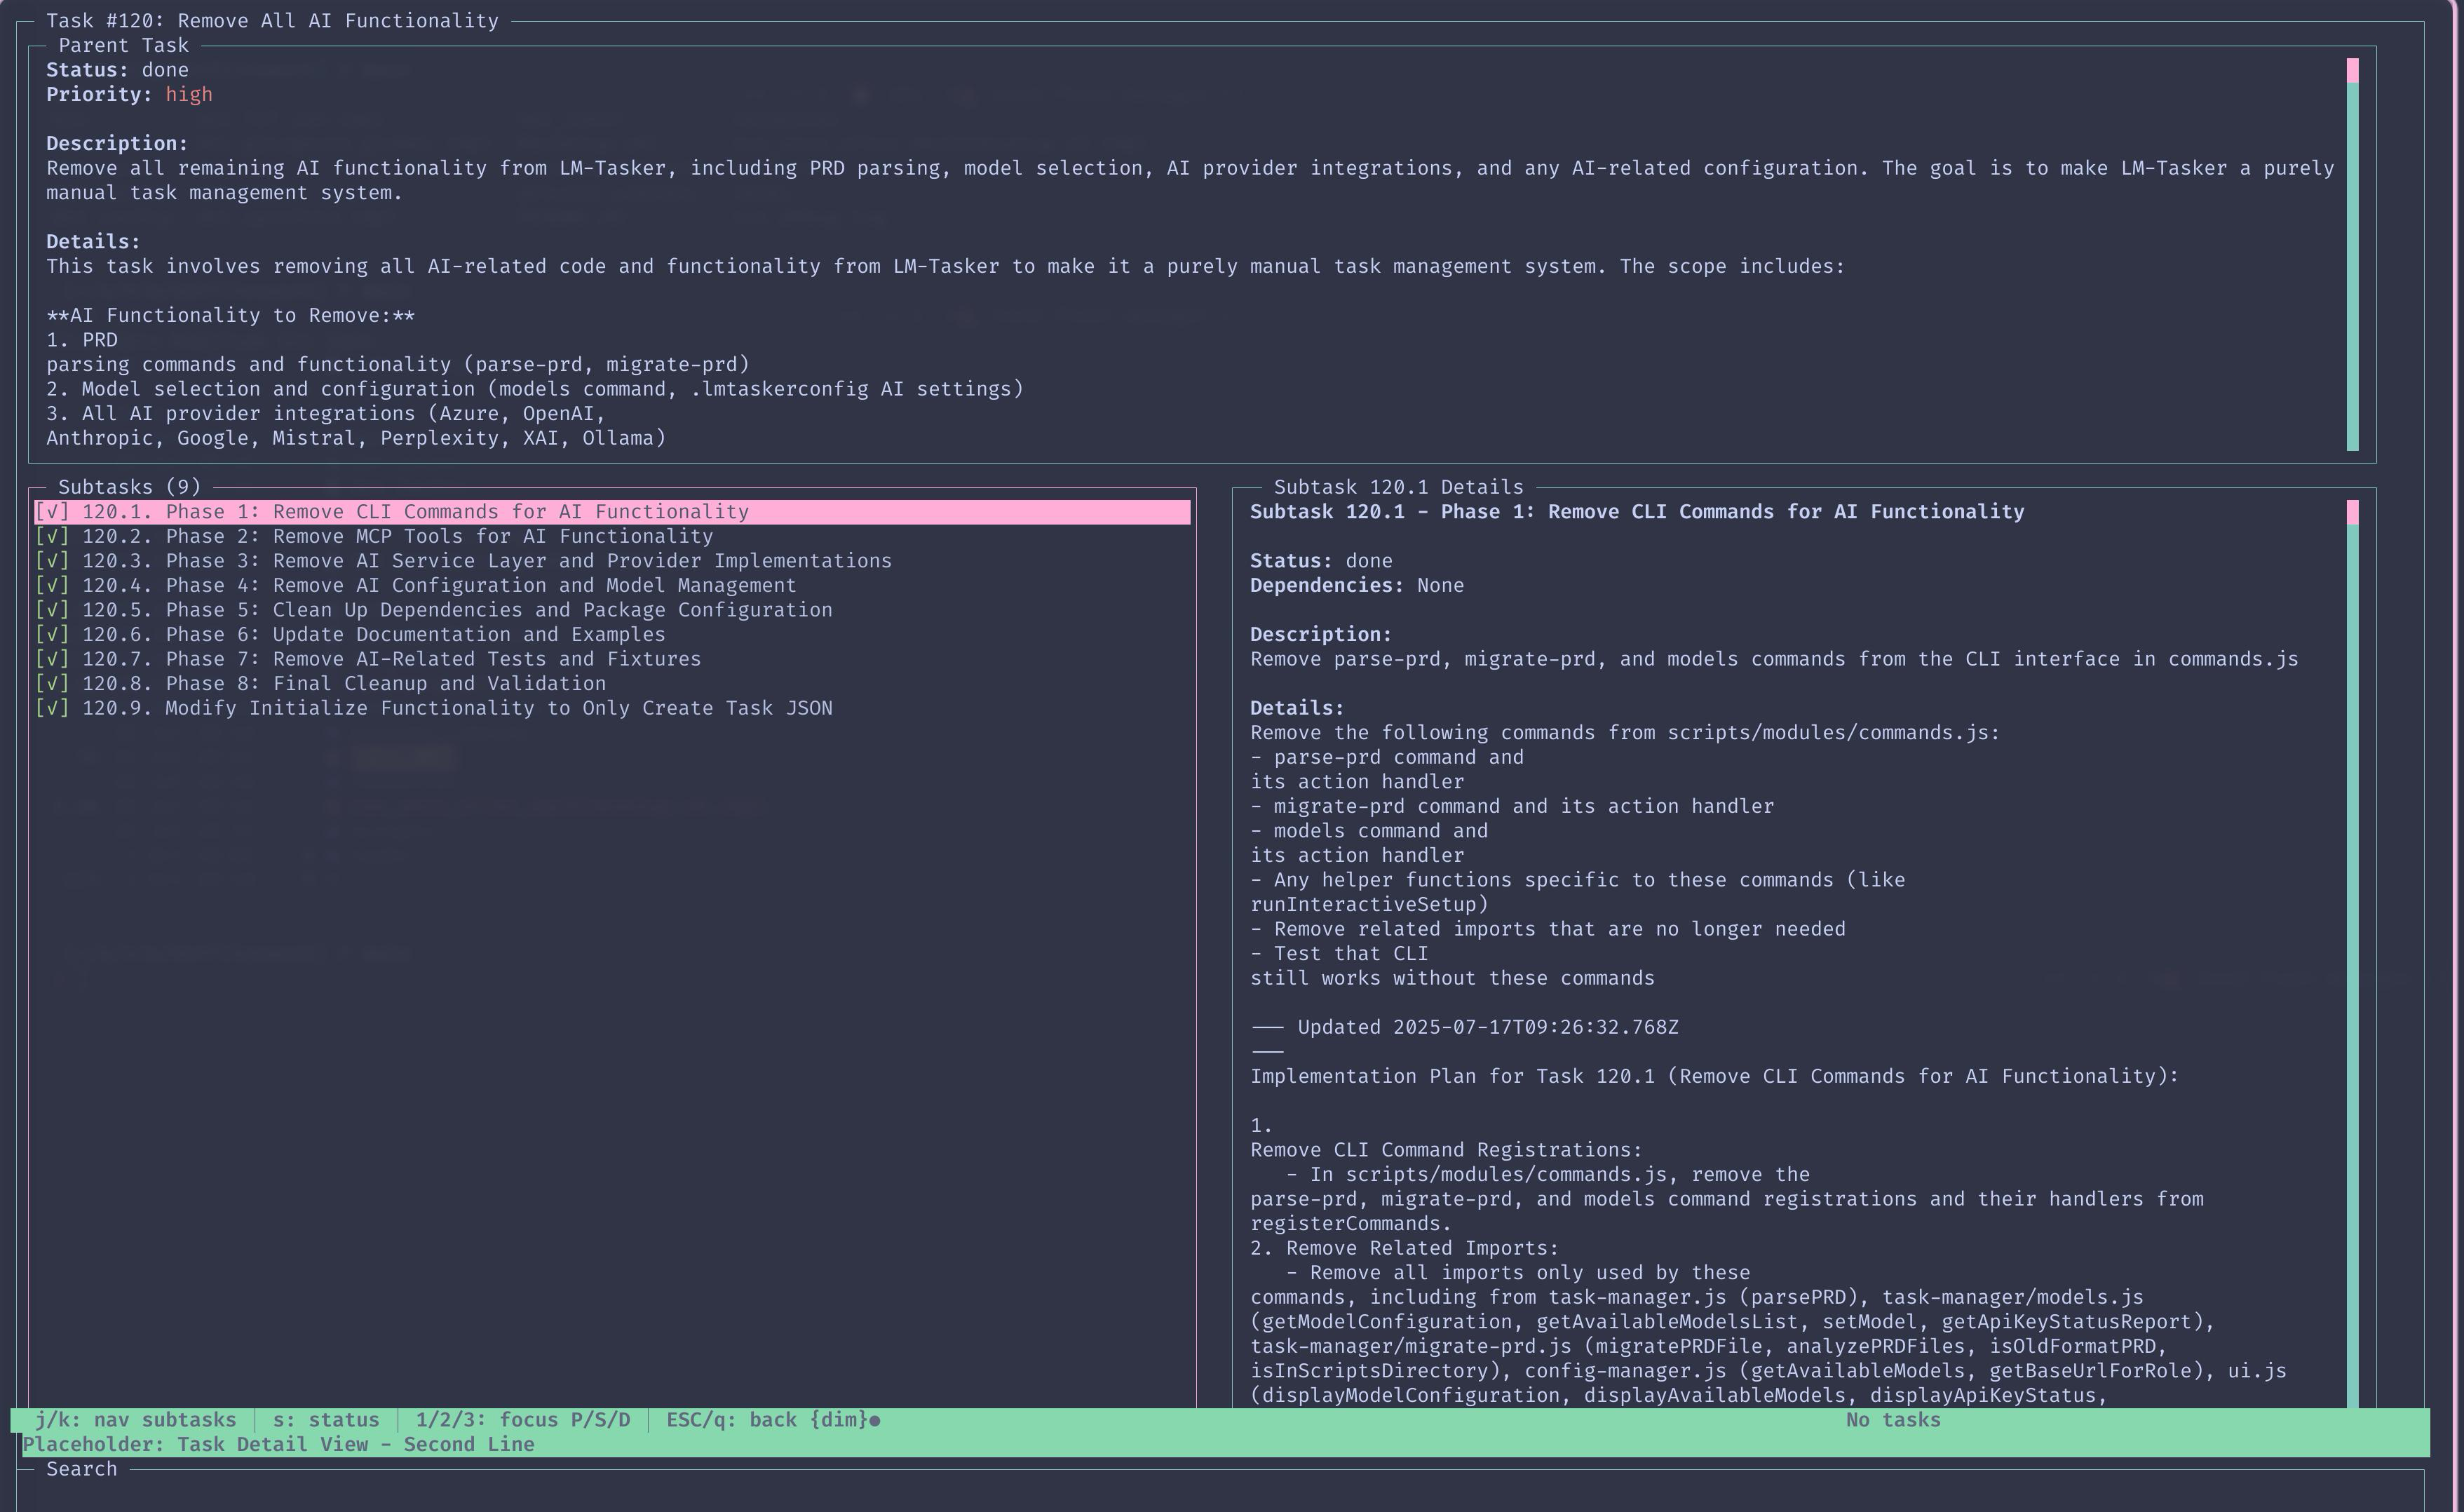 Task #120: Remove All AI Functionality
Parent Task
Status: done
Priority: high
Description:
Remove all remaining AI functionality from LM-Tasker, including PRD parsing, model selection, AI provider integrations, and any AI-related configuration. The goal is to make LM-Tasker a purely
manual task management system.
Details:
This task involves removing all AI-related code and functionality from LM-Tasker to make it a purely manual task management system. The scope includes:
**AI Functionality to Remove:**
1. PRD
parsing commands and functionality (parse-prd, migrate-prd)
2. Model selection and configuration (models command, .lmtaskerconfig AI settings)
3. All AI provider integrations (Azure, OpenAI,
Anthropic, Google, Mistral, Perplexity, XAI, Ollama)
Subtasks (9)
[√] 120.1. Phase 1: Remove CLI Commands for AI Functionality
[√] 120.2. Phase 2: Remove MCP Tools for AI Functionality
[√] 120.3. Phase 3: Remove AI Service Layer and Provider Implementations
[√] 120.4. Phase 4: Remove AI Configuration and Model Management
[√] 120.5. Phase 5: Clean Up Dependencies and Package Configuration
[√] 120.6. Phase 6: Update Documentation and Examples
[√] 120.7. Phase 7: Remove AI-Related Tests and Fixtures
[√] 120.8. Phase 8: Final Cleanup and Validation
[√] 120.9. Modify Initialize Functionality to Only Create Task JSON
Subtask 120.1 Details
Subtask 120.1 - Phase 1: Remove CLI Commands for AI Functionality
Status: done
Dependencies: None
Description:
Remove parse-prd, migrate-prd, and models commands from the CLI interface in commands.js
Details:
Remove the following commands from scripts/modules/commands.js:
- parse-prd command and
its action handler
- migrate-prd command and its action handler
- models command and
its action handler
- Any helper functions specific to these commands (like
runInteractiveSetup)
- Remove related imports that are no longer needed
- Test that CLI
still works without these commands
--- Updated 2025-07-17T09:26:32.768Z
---
Implementation Plan for Task 120.1 (Remove CLI Commands for AI Functionality):
1.
Remove CLI Command Registrations:
- In scripts/modules/commands.js, remove the
parse-prd, migrate-prd, and models command registrations and their handlers from
registerCommands.
2. Remove Related Imports:
- Remove all imports only used by these
commands, including from task-manager.js (parsePRD), task-manager/models.js
(getModelConfiguration, getAvailableModelsList, setModel, getApiKeyStatusReport),
task-manager/migrate-prd.js (migratePRDFile, analyzePRDFiles, isOldFormatPRD,
isInScriptsDirectory), config-manager.js (getAvailableModels, getBaseUrlForRole), ui.js
(displayModelConfiguration, displayAvailableModels, displayApiKeyStatus,
j/k: nav subtasks │ s: status │ 1/2/3: focus P/S/D │ ESC/q: back {dim}● No tasks
Placeholder: Task Detail View - Second Line
Search